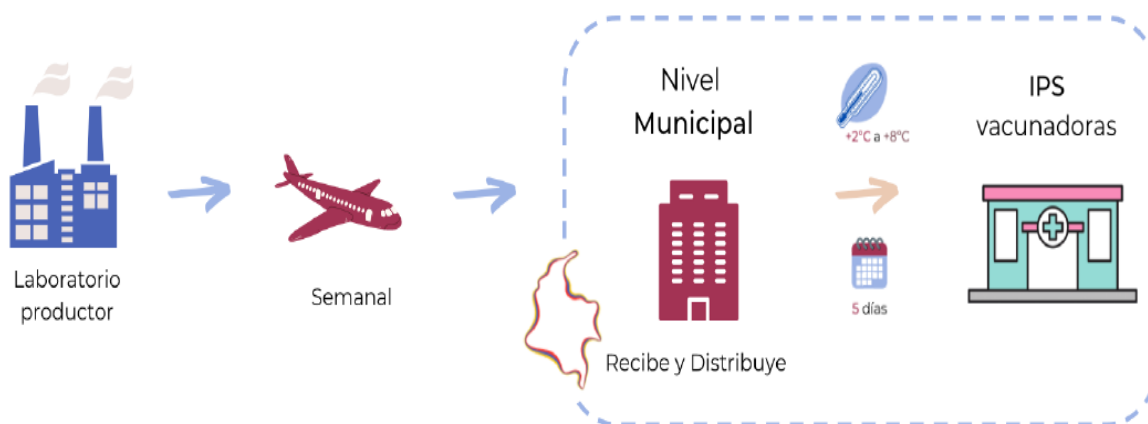 Laboratorio
productor
Semanal
Nivel
Municipal
Recibe y Distribuye
+2°C a +8°C
5 días
IPS
vacunadoras